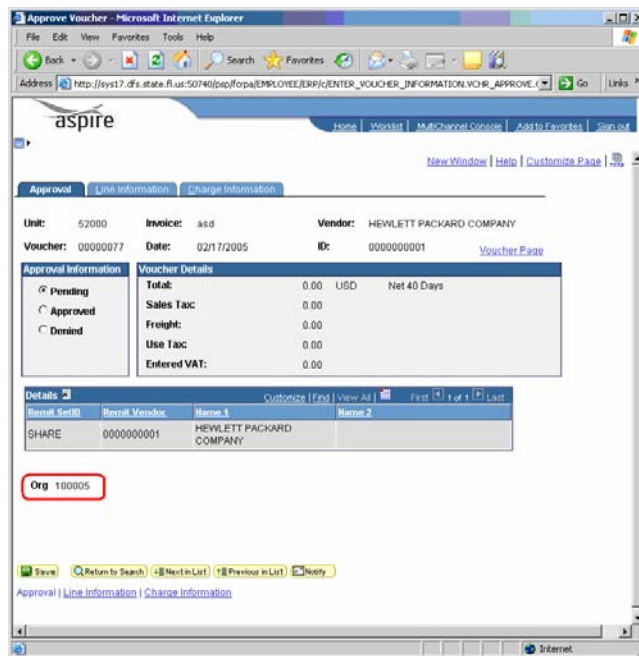 Approve Voucher - Microsoft Internet Explorer
File Edit View Favorites Tools Help
Back Search Favorites
Address http://sys17.dfs.state.fl.us:50740/psp/forpa/EMPLOYEE/ERP/c/ENTER_VOUCHER_INFORMATION.VCHR_APPROVE.G Go Links »
aspire
Home | Worklist | MultiChannel Console | Add to Favorites | Sign out
New Window | Help | Customize Page |
Approval Line Information Charge Information
Unit: 52000 Invoice: asd Vendor: HEWLETT PACKARD COMPANY
Voucher: 00000077 Date: 02/17/2005 ID: 0000000001 Voucher Page
Approval Information Voucher Details
Pending Total: 0.00 USD Net 40 Days
Approved Sales Tax: 0.00
Denied Freight: 0.00
Use Tax: 0.00
Entered VAT: 0.00
Details Customize | Find | View All | First 1 of 1 Last
Remit SetID Remit Vendor Name 1 Name 2
SHARE 0000000001 HEWLETT PACKARD COMPANY
Org 100005
Save Return to Search Next in List Previous in List Notify
Approval | Line Information | Charge Information
Internet